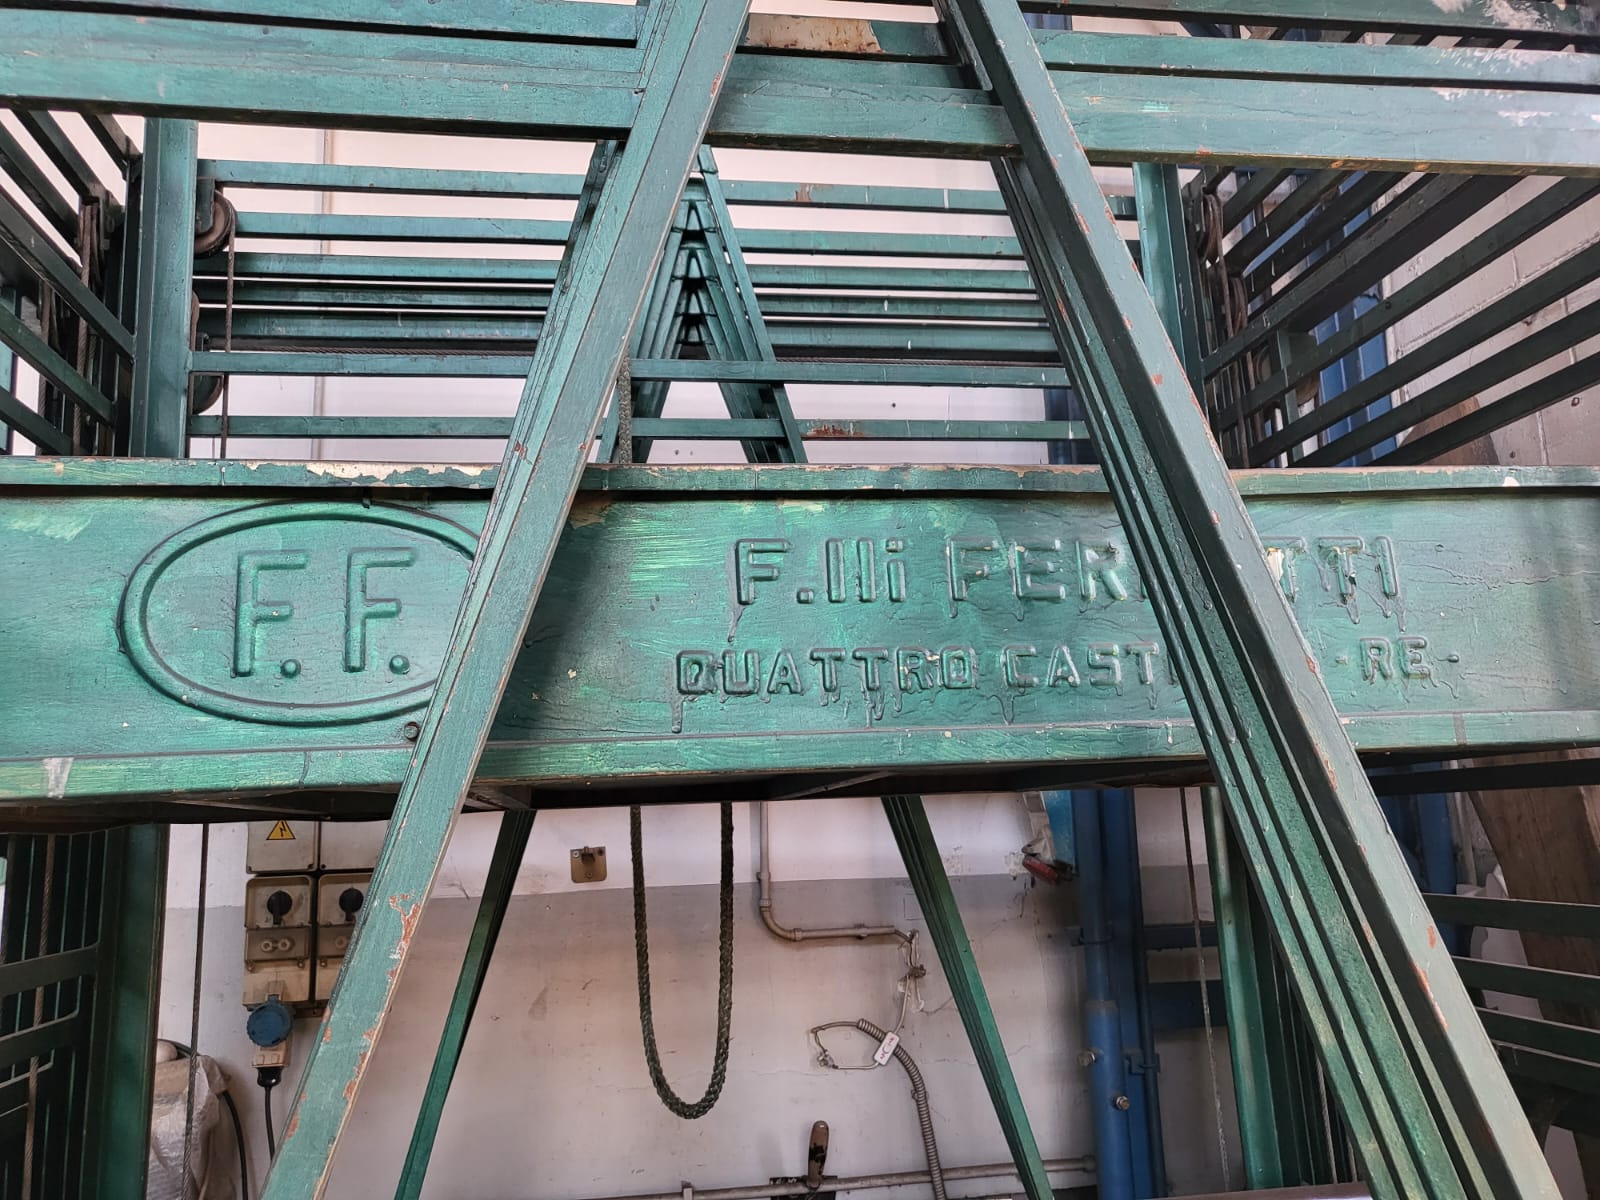 F.F.
F.lli
QUATTRO -RE-